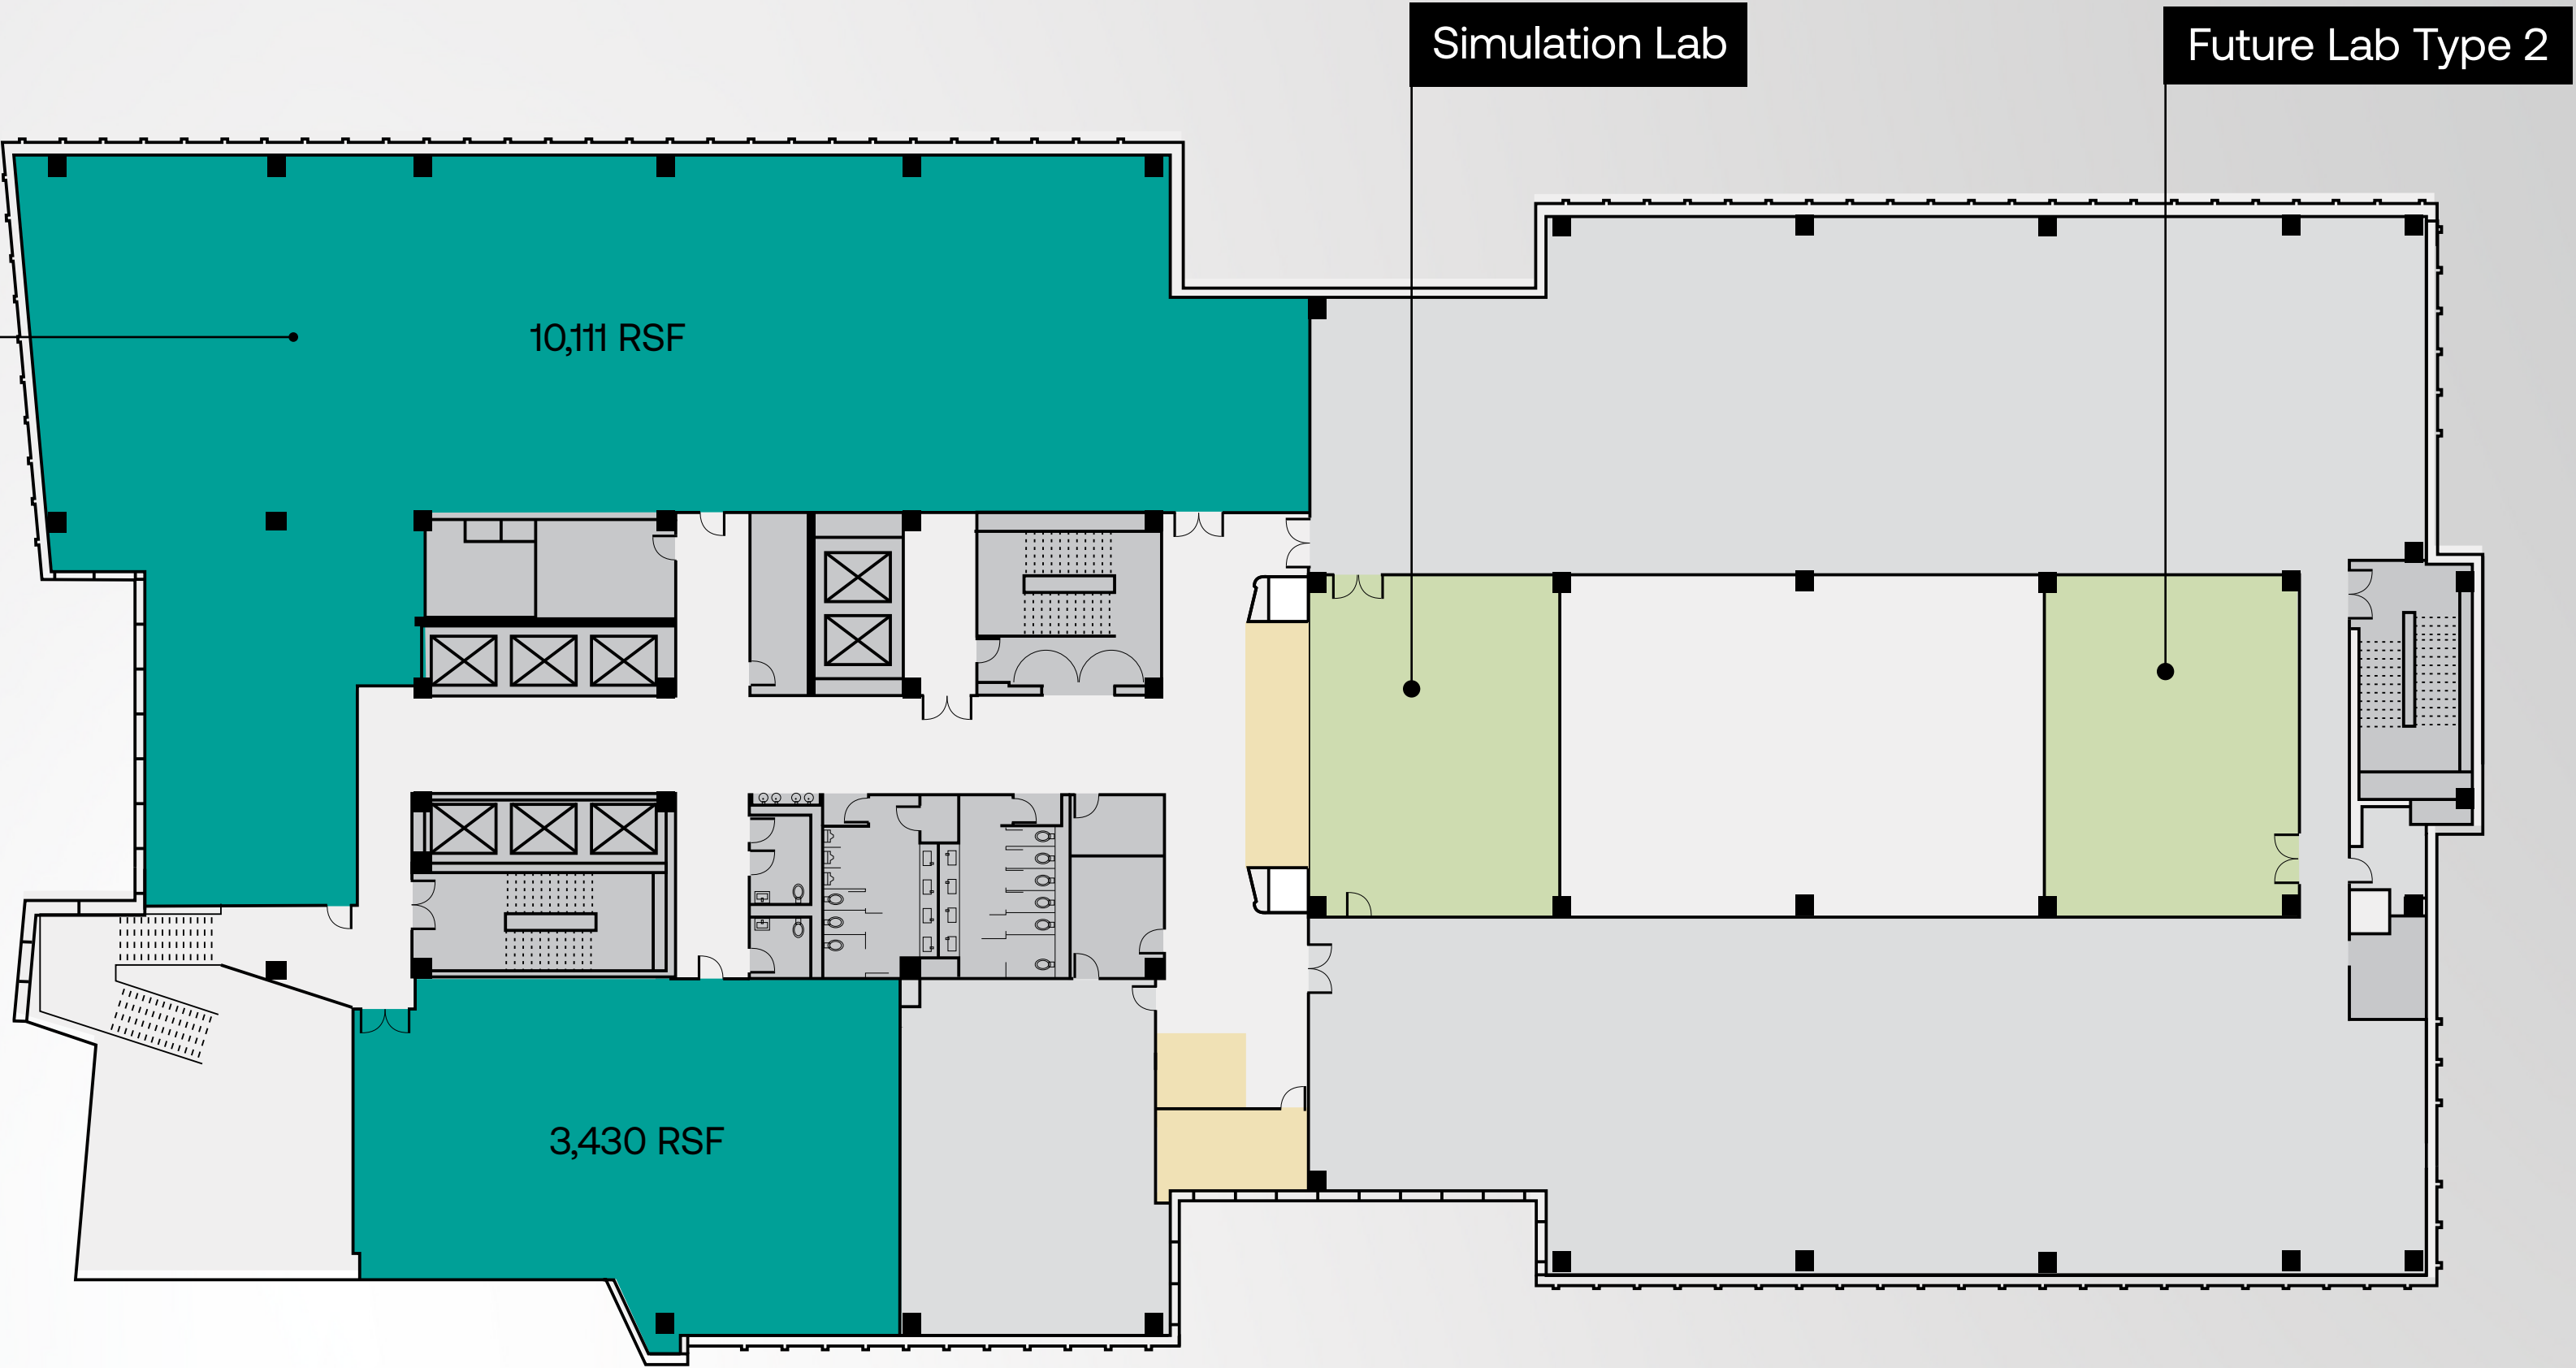 Simulation Lab
Future Lab Type 2
10,111 RSF
3,430 RSF